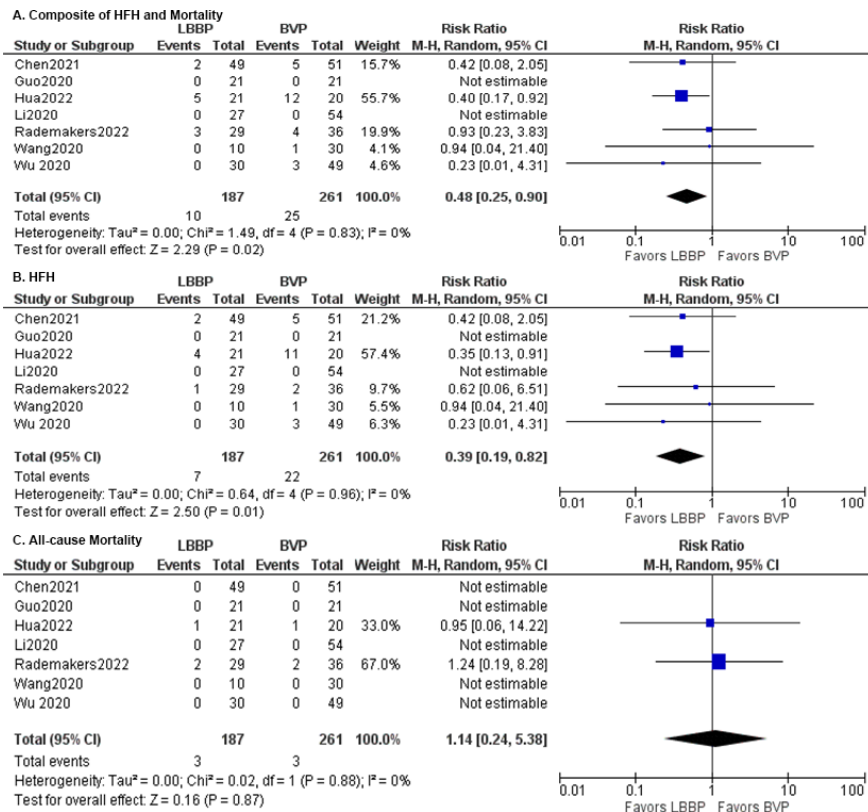 A. Composite of HFH and Mortality
LBBP BVP Risk Ratio Risk Ratio
Study or Subgroup Events Total Events Total Weight M-H, Random, 95% CI M-H, Random, 95% CI
Chen2021 2 49 5 51 15.7% 0.42 [0.08, 2.05]
Guo2020 0 21 0 21 Not estimable
Hua2022 5 21 12 20 55.7% 0.40 [0.17, 0.92]
Li2020 0 27 0 54 Not estimable
Rademakers2022 3 29 4 36 19.9% 0.93 [0.23, 3.83]
Wang2020 0 10 1 30 4.1% 0.94 [0.04, 21.40]
Wu 2020 0 30 3 49 4.6% 0.23 [0.01, 4.31]
Total (95% CI) 187 261 100.0% 0.48 [0.25, 0.90]
Total events 10 25
Heterogeneity: Tau² = 0.00; Chi² = 1.49, df = 4 (P = 0.83); I² = 0%
Test for overall effect: Z = 2.29 (P = 0.02)
0.01 0.1 1 10 100
Favors LBBP Favors BVP
B. HFH
LBBP BVP Risk Ratio Risk Ratio
Study or Subgroup Events Total Events Total Weight M-H, Random, 95% CI M-H, Random, 95% CI
Chen2021 2 49 5 51 21.2% 0.42 [0.08, 2.05]
Guo2020 0 21 0 21 Not estimable
Hua2022 4 21 11 20 57.4% 0.35 [0.13, 0.91]
Li2020 0 27 0 54 Not estimable
Rademakers2022 1 29 2 36 9.7% 0.62 [0.06, 6.51]
Wang2020 0 10 1 30 5.5% 0.94 [0.04, 21.40]
Wu 2020 0 30 3 49 6.3% 0.23 [0.01, 4.31]
Total (95% CI) 187 261 100.0% 0.39 [0.19, 0.82]
Total events 7 22
Heterogeneity: Tau² = 0.00; Chi² = 0.64, df = 4 (P = 0.96); I² = 0%
Test for overall effect: Z = 2.50 (P = 0.01)
0.01 0.1 1 10 100
Favors LBBP Favors BVP
C. All-cause Mortality
LBBP BVP Risk Ratio Risk Ratio
Study or Subgroup Events Total Events Total Weight M-H, Random, 95% CI M-H, Random, 95% CI
Chen2021 0 49 0 51 Not estimable
Guo2020 0 21 0 21 Not estimable
Hua2022 1 21 1 20 33.0% 0.95 [0.06, 14.22]
Li2020 0 27 0 54 Not estimable
Rademakers2022 2 29 2 36 67.0% 1.24 [0.19, 8.28]
Wang2020 0 10 0 30 Not estimable
Wu 2020 0 30 0 49 Not estimable
Total (95% CI) 187 261 100.0% 1.14 [0.24, 5.38]
Total events 3 3
Heterogeneity: Tau² = 0.00; Chi² = 0.02, df = 1 (P = 0.88); I² = 0%
Test for overall effect: Z = 0.16 (P = 0.87)
0.01 0.1 1 10 100
Favors LBBP Favors BVP